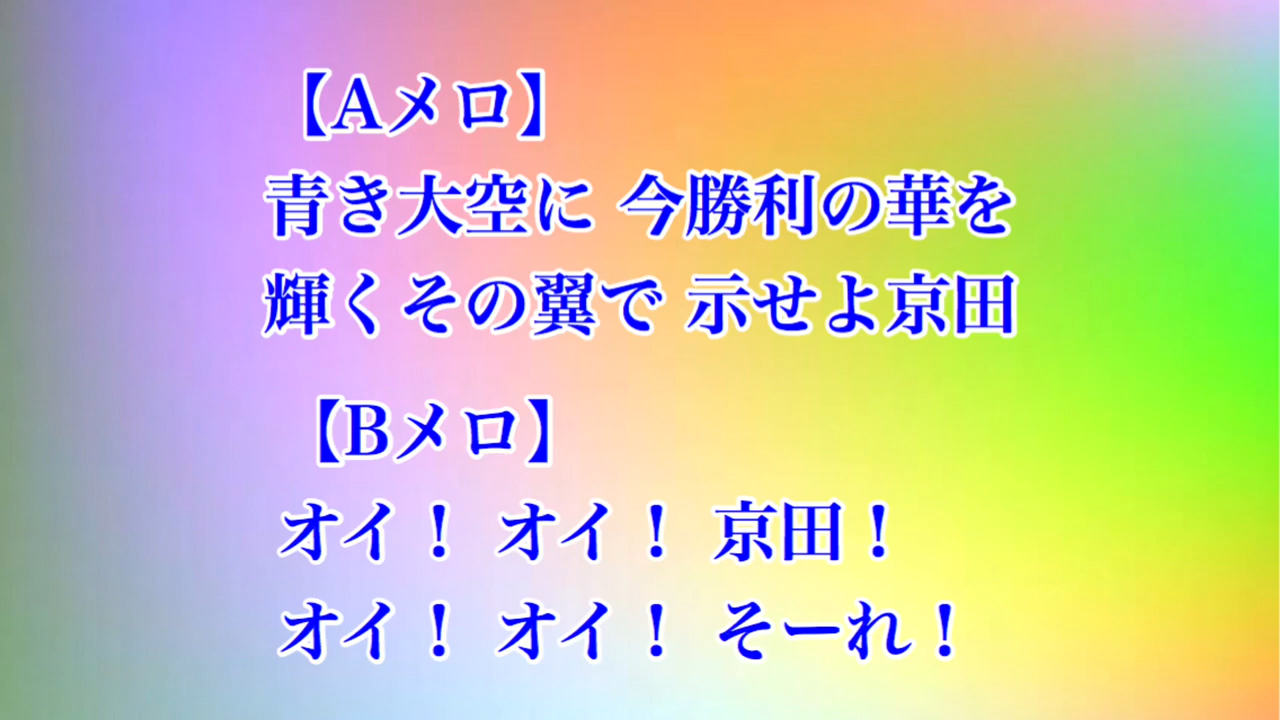 【Aメロ】
青き大空に 今勝利の華を
輝くその翼で 示せよ京田
【Bメロ】
オイ！ オイ！ 京田！
オイ！ オイ！ そーれ！